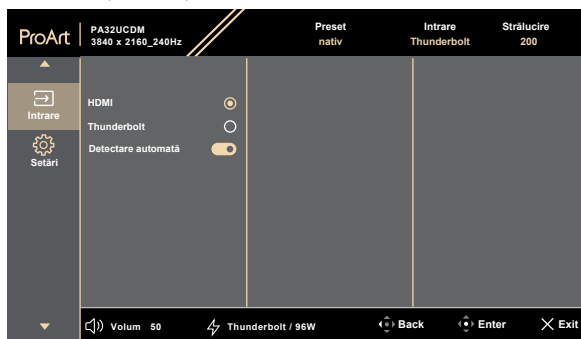 ProArt
PA32UCDM
3840 x 2160_240Hz
Preset
nativ
Intrare
Thunderbolt
Strălucire
200
Intrare
Setări
HDMI
Thunderbolt
Detectare automată
Volum 50
Thunderbolt / 96W
Back
Enter
Exit